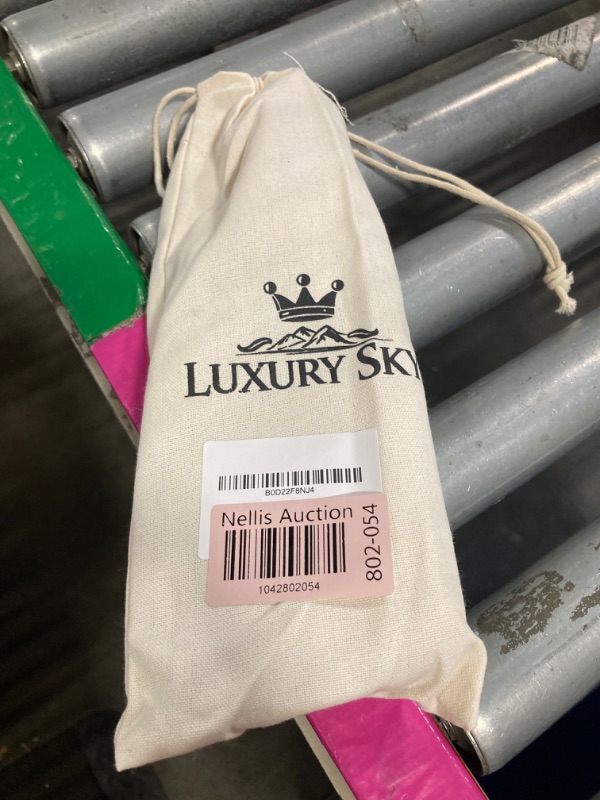 LUXURY SKY
B0D22F8NJ4
Nellis Auction
802-054
1042802054